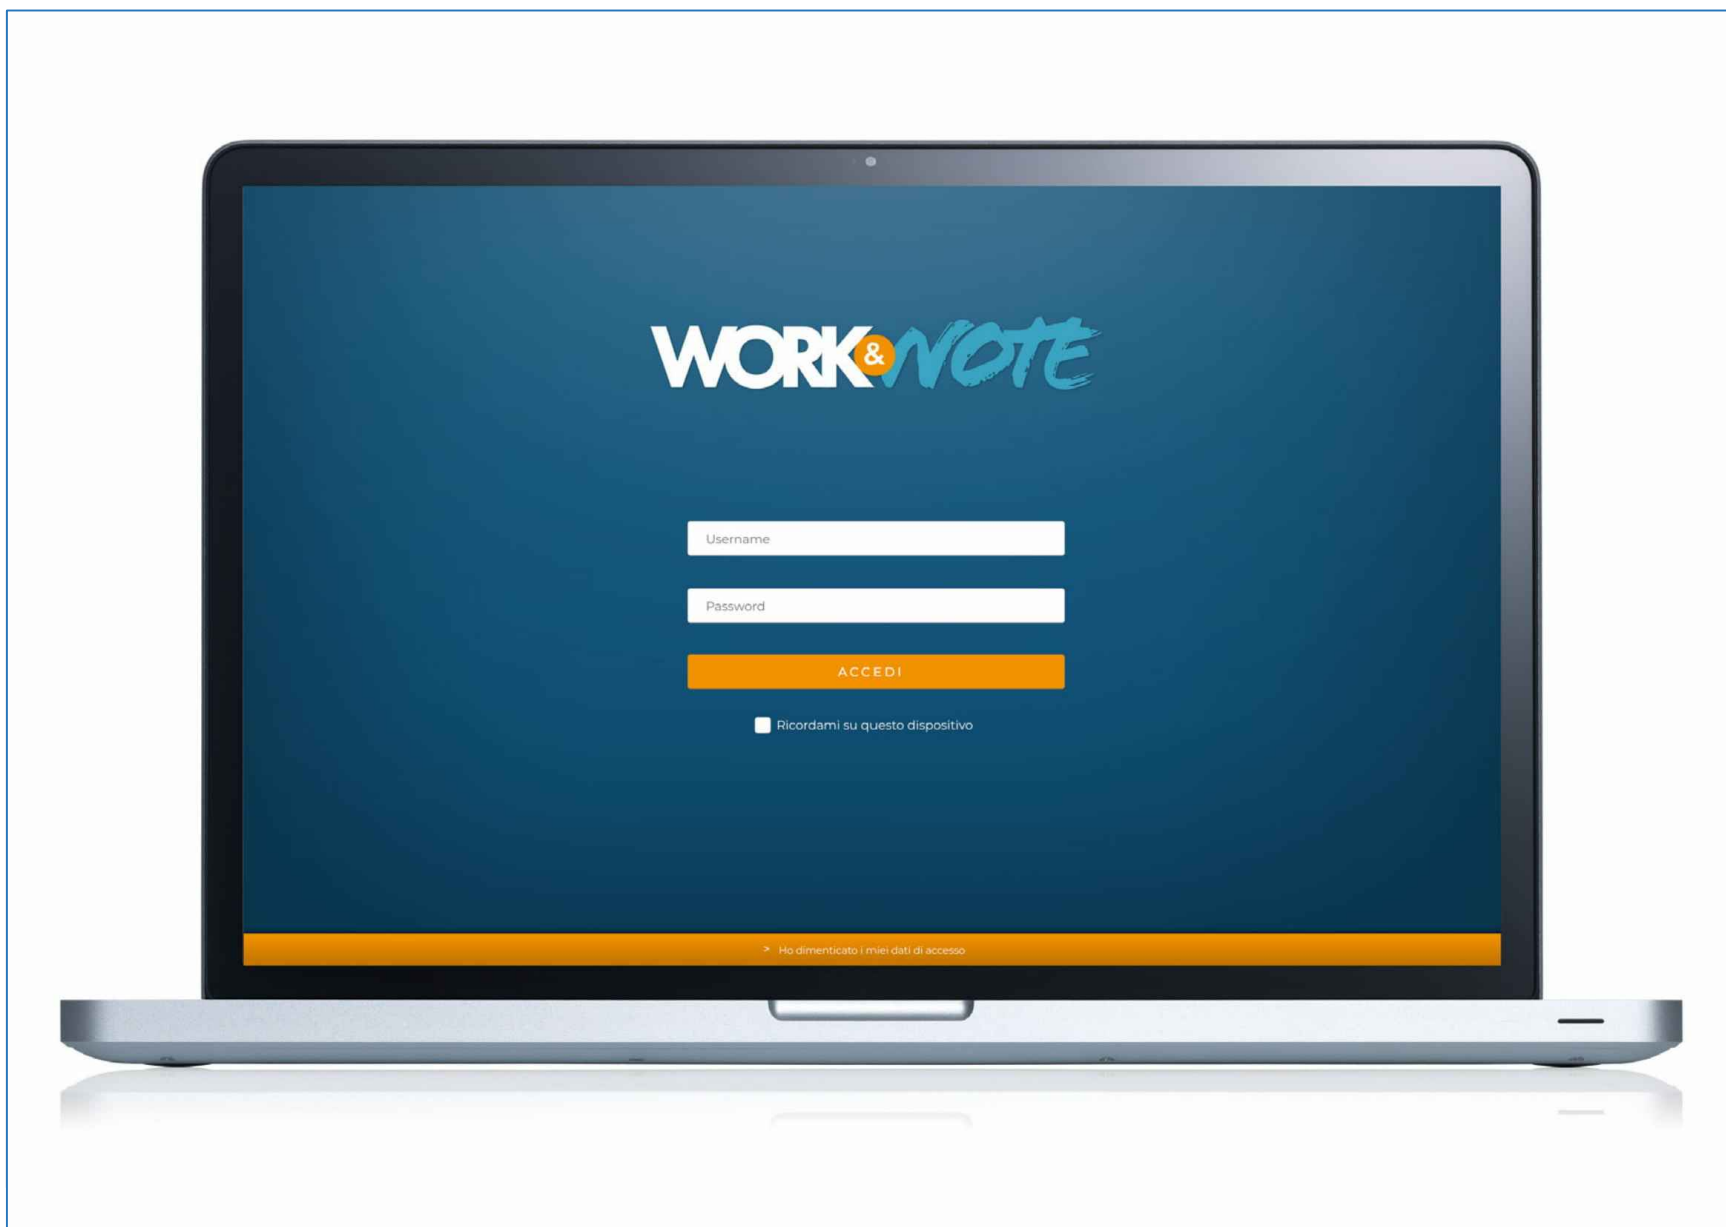 WORK & NOTE
Username
Password
ACCEDI
Ricordami su questo dispositivo
> Ho dimenticato i miei dati di accesso